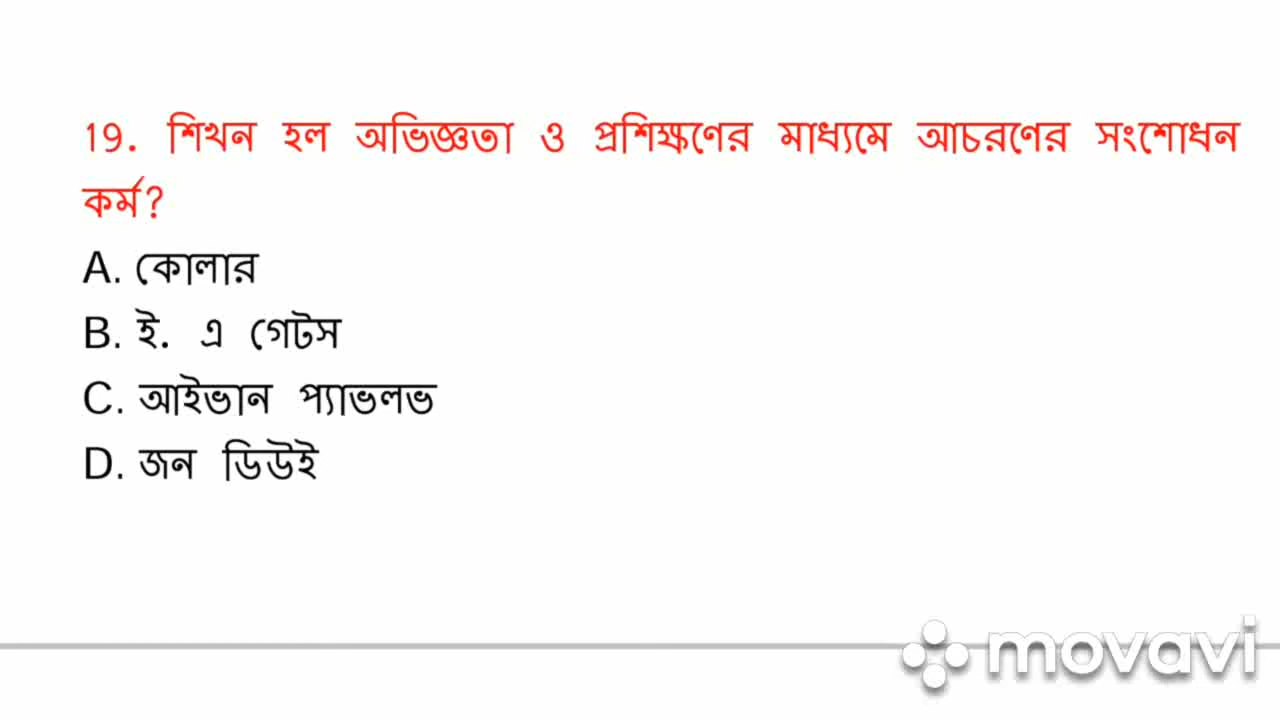 19. শিখন হল অভিজ্ঞতা ও প্রশিক্ষণের মাধ্যমে আচরণের সংশোধন
কর্ম?
A. কোলার
B. ই. এ গেটস
C. আইভান প্যাভলভ
D. জন ডিউই
movavi